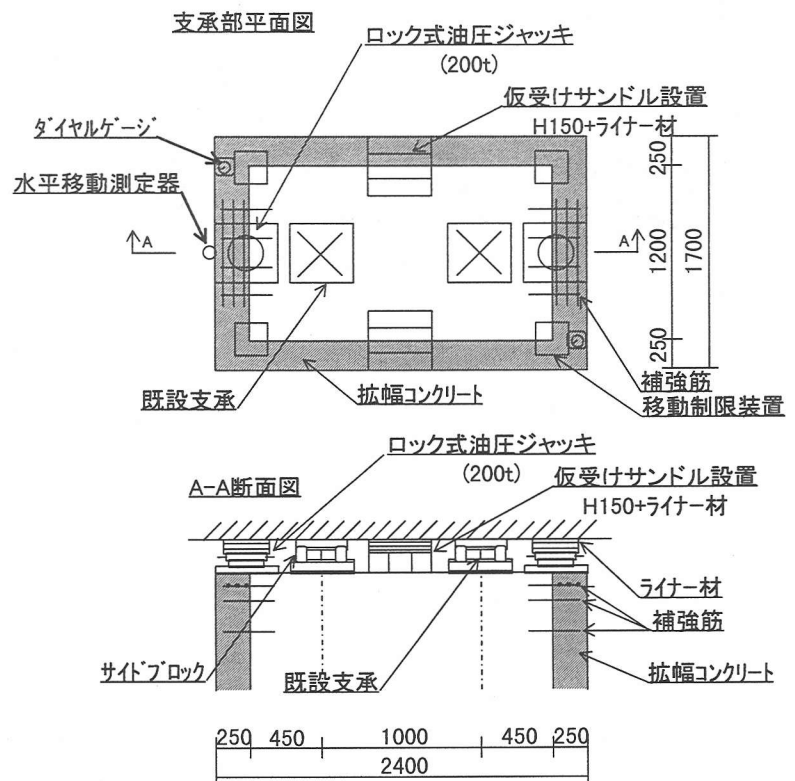 支承部平面図
ロック式油圧ジャッキ
(200t)
仮受けサンドル設置
H150+ライナー材
ダイヤルゲージ
水平移動測定器
A
A
250
1200
1700
250
既設支承
拡幅コンクリート
補強筋
移動制限装置
ロック式油圧ジャッキ
(200t)
A-A断面図
仮受けサンドル設置
H150+ライナー材
ライナー材
補強筋
サイドブロック
既設支承
拡幅コンクリート
250 450 1000 450 250
2400